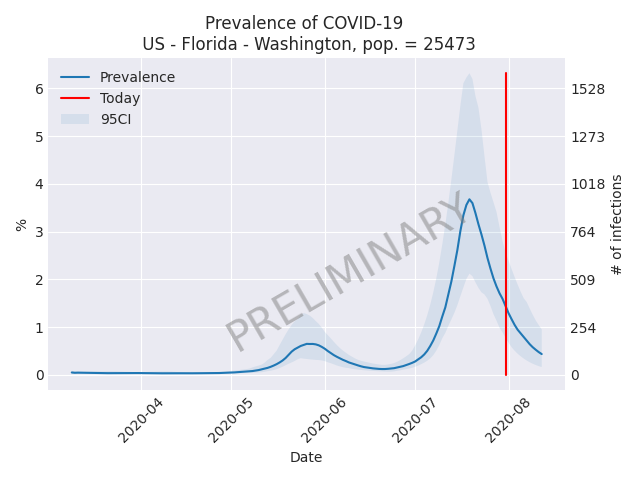 Prevalence of COVID-19
US - Florida - Washington, pop. = 25473
Prevalence
Today
95CI
PRELIMINARY
%
6
5
4
3
2
1
0
1528
1273
1018
764
509
254
0
# of infections
2020-04
2020-05
2020-06
2020-07
2020-08
Date